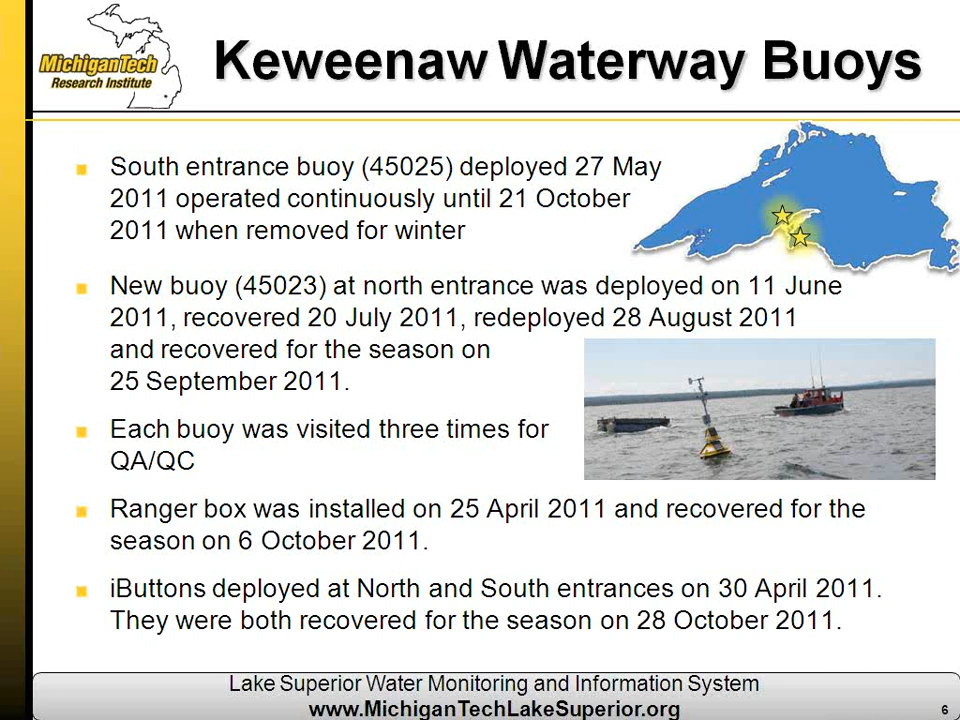 MichiganTech
Research Institute
Keweenaw Waterway Buoys
South entrance buoy (45025) deployed 27 May
2011 operated continuously until 21 October
2011 when removed for winter
New buoy (45023) at north entrance was deployed on 11 June
2011, recovered 20 July 2011, redeployed 28 August 2011
and recovered for the season on
25 September 2011.
Each buoy was visited three times for
QA/QC
Ranger box was installed on 25 April 2011 and recovered for the
season on 6 October 2011.
iButtons deployed at North and South entrances on 30 April 2011.
They were both recovered for the season on 28 October 2011.
Lake Superior Water Monitoring and Information System
www.MichiganTechLakeSuperior.org
6